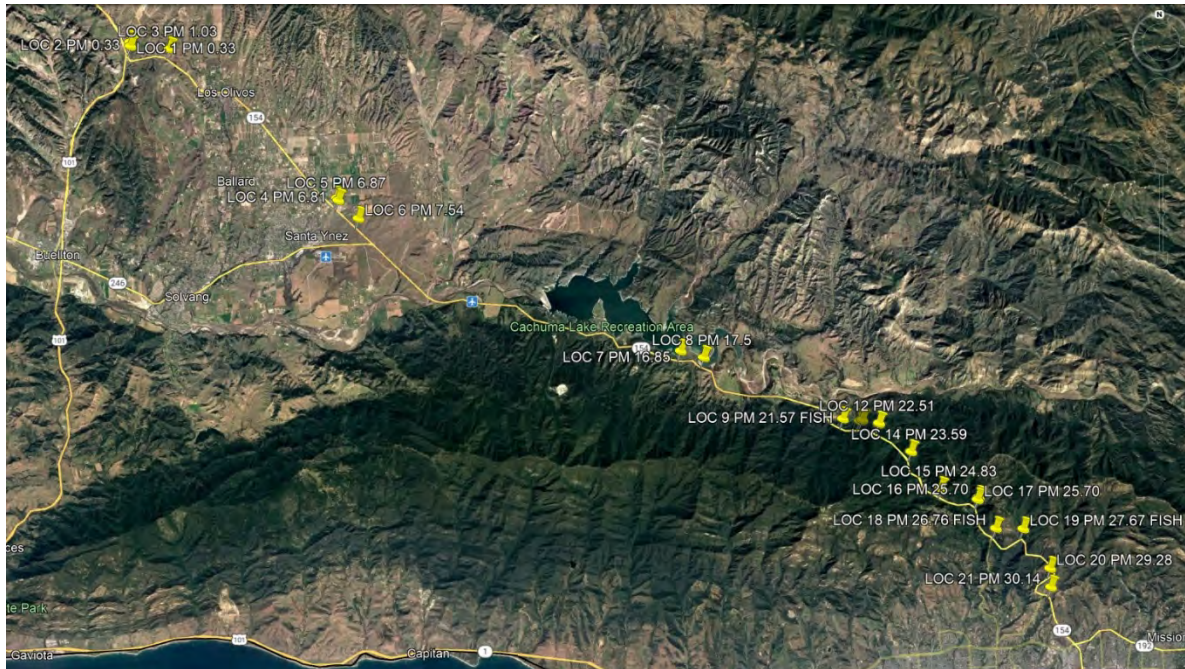 N
LOC 3 PM 1.03
LOC 2 PM 0.33
LOC 1 PM 0.33
Los Olivos
154
101
Ballard
LOC 5 PM 6.87
LOC 4 PM 6.81
LOC 6 PM 7.54
Santa Ynez
Buellton
246
Solvang
101
Cachuma Lake Recreation Area
154
LOC 8 PM 17.5
LOC 7 PM 16.85
LOC 12 PM 22.51
LOC 9 PM 21.57 FISH
LOC 14 PM 23.59
LOC 15 PM 24.83
LOC 16 PM 25.70
LOC 17 PM 25.70
LOC 18 PM 26.76 FISH
LOC 19 PM 27.67 FISH
ces
LOC 20 PM 29.28
LOC 21 PM 30.14
te Park
154
101
Mission
192
Gaviota
Capitan
1